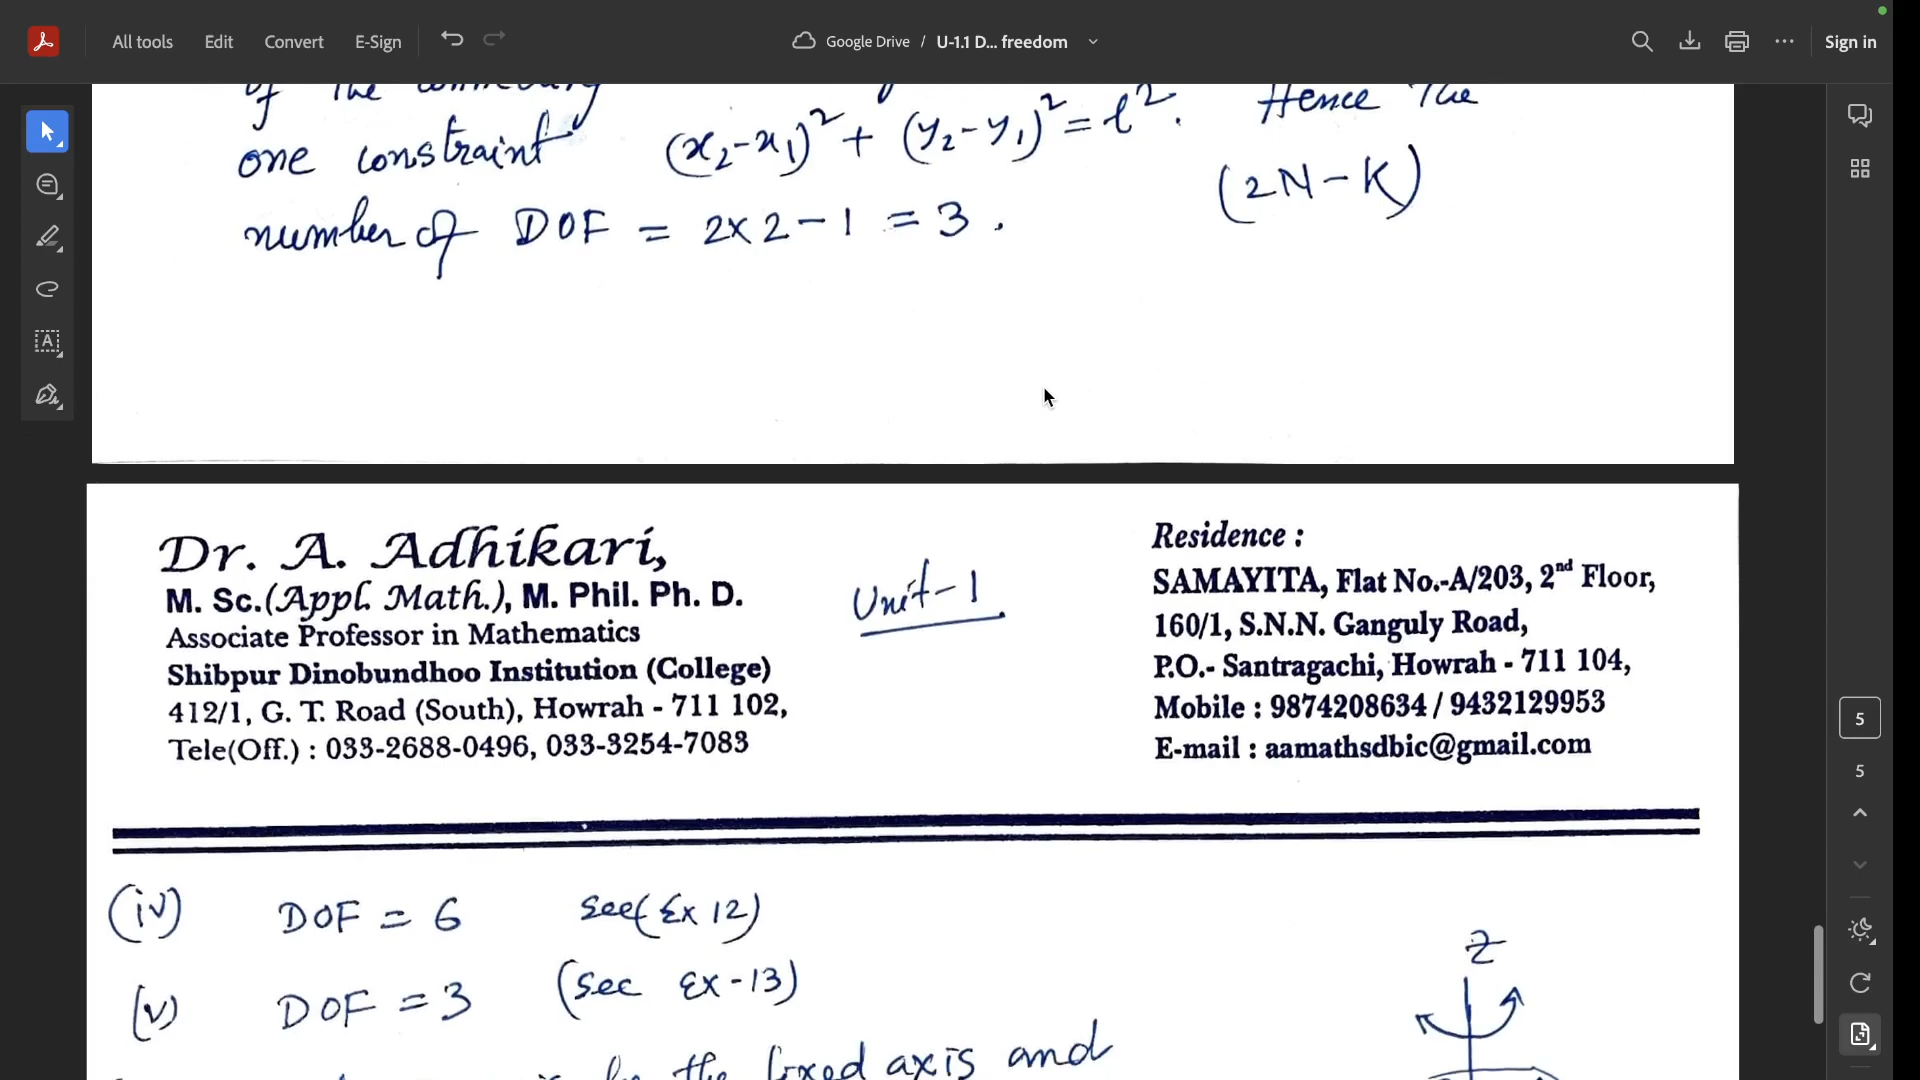 All tools Edit Convert E-Sign Google Drive / U-1.1 D... freedom Sign in
of the
one constraint (x₂-x₁)² + (y₂-y₁)² = l². Hence the
number of DOF = 2x2-1 = 3. (2N-K)
Dr. A. Adhikari,
M. Sc.(Appl. Math.), M. Phil. Ph. D.
Associate Professor in Mathematics
Shibpur Dinobundhoo Institution (College)
412/1, G. T. Road (South), Howrah - 711 102,
Tele(Off.) : 033-2688-0496, 033-3254-7083
Unit-1
Residence :
SAMAYITA, Flat No.-A/203, 2nd Floor,
160/1, S.N.N. Ganguly Road,
P.O.- Santragachi, Howrah - 711 104,
Mobile : 9874208634 / 9432129953
E-mail : aamathsdbic@gmail.com
(iv) DOF = 6 see(Ex 12)
(v) DOF = 3 (see Ex-13)
the fixed axis and
Z
5
5